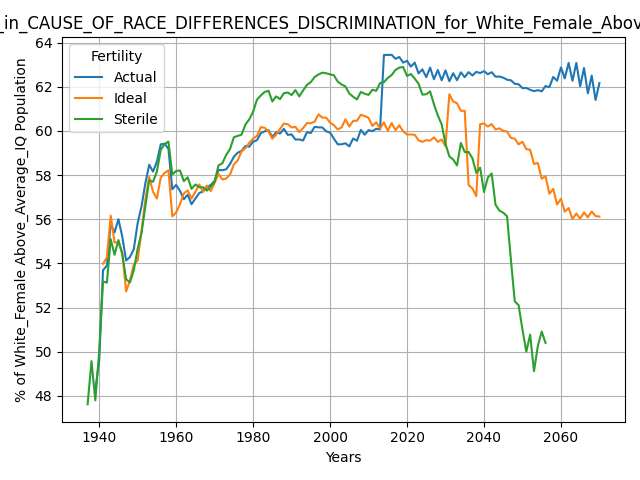 _in_CAUSE_OF_RACE_DIFFERENCES_DISCRIMINATION_for_White_Female_Abov
Fertility
Actual
Ideal
Sterile
% of White_Female Above_Average_IQ Population
64
62
60
58
56
54
52
50
48
1940 1960 1980 2000 2020 2040 2060
Years